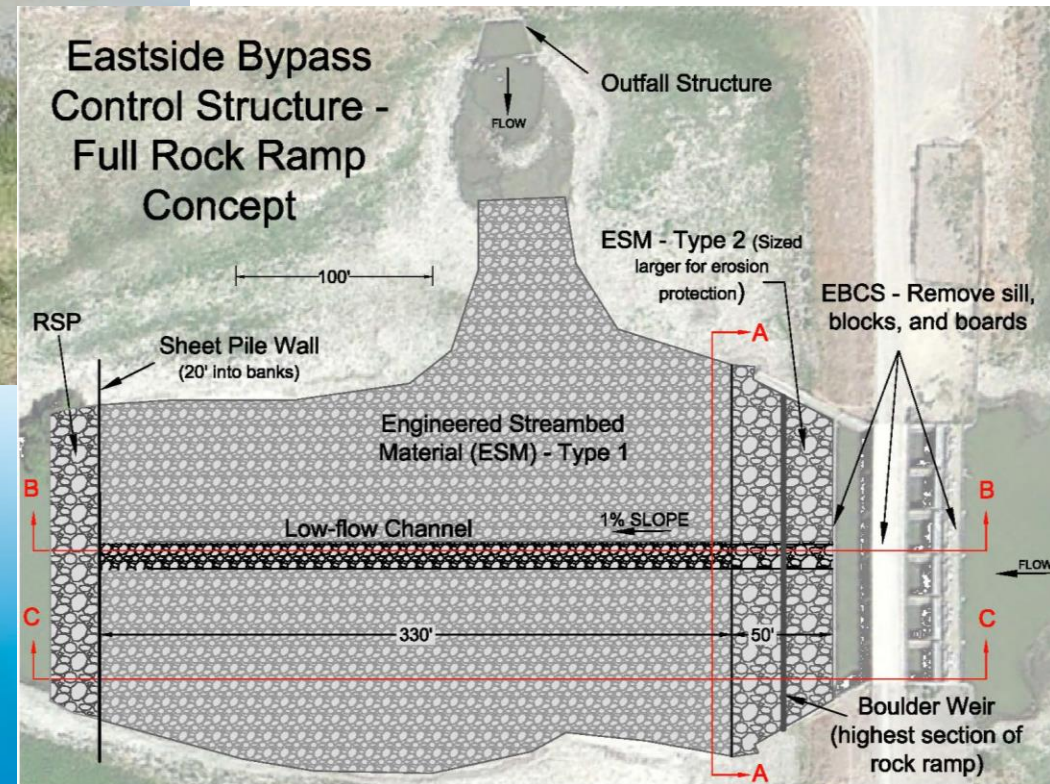 Eastside Bypass
Control Structure -
Full Rock Ramp
Concept
Outfall Structure
FLOW
100'
ESM - Type 2 (Sized
larger for erosion
protection)
EBCS - Remove sill,
blocks, and boards
RSP
Sheet Pile Wall
(20' into banks)
A
Engineered Streambed
Material (ESM) - Type 1
B
B
Low-flow Channel
1% SLOPE
FLOW
C
C
330'
50'
Boulder Weir
(highest section of
rock ramp)
A